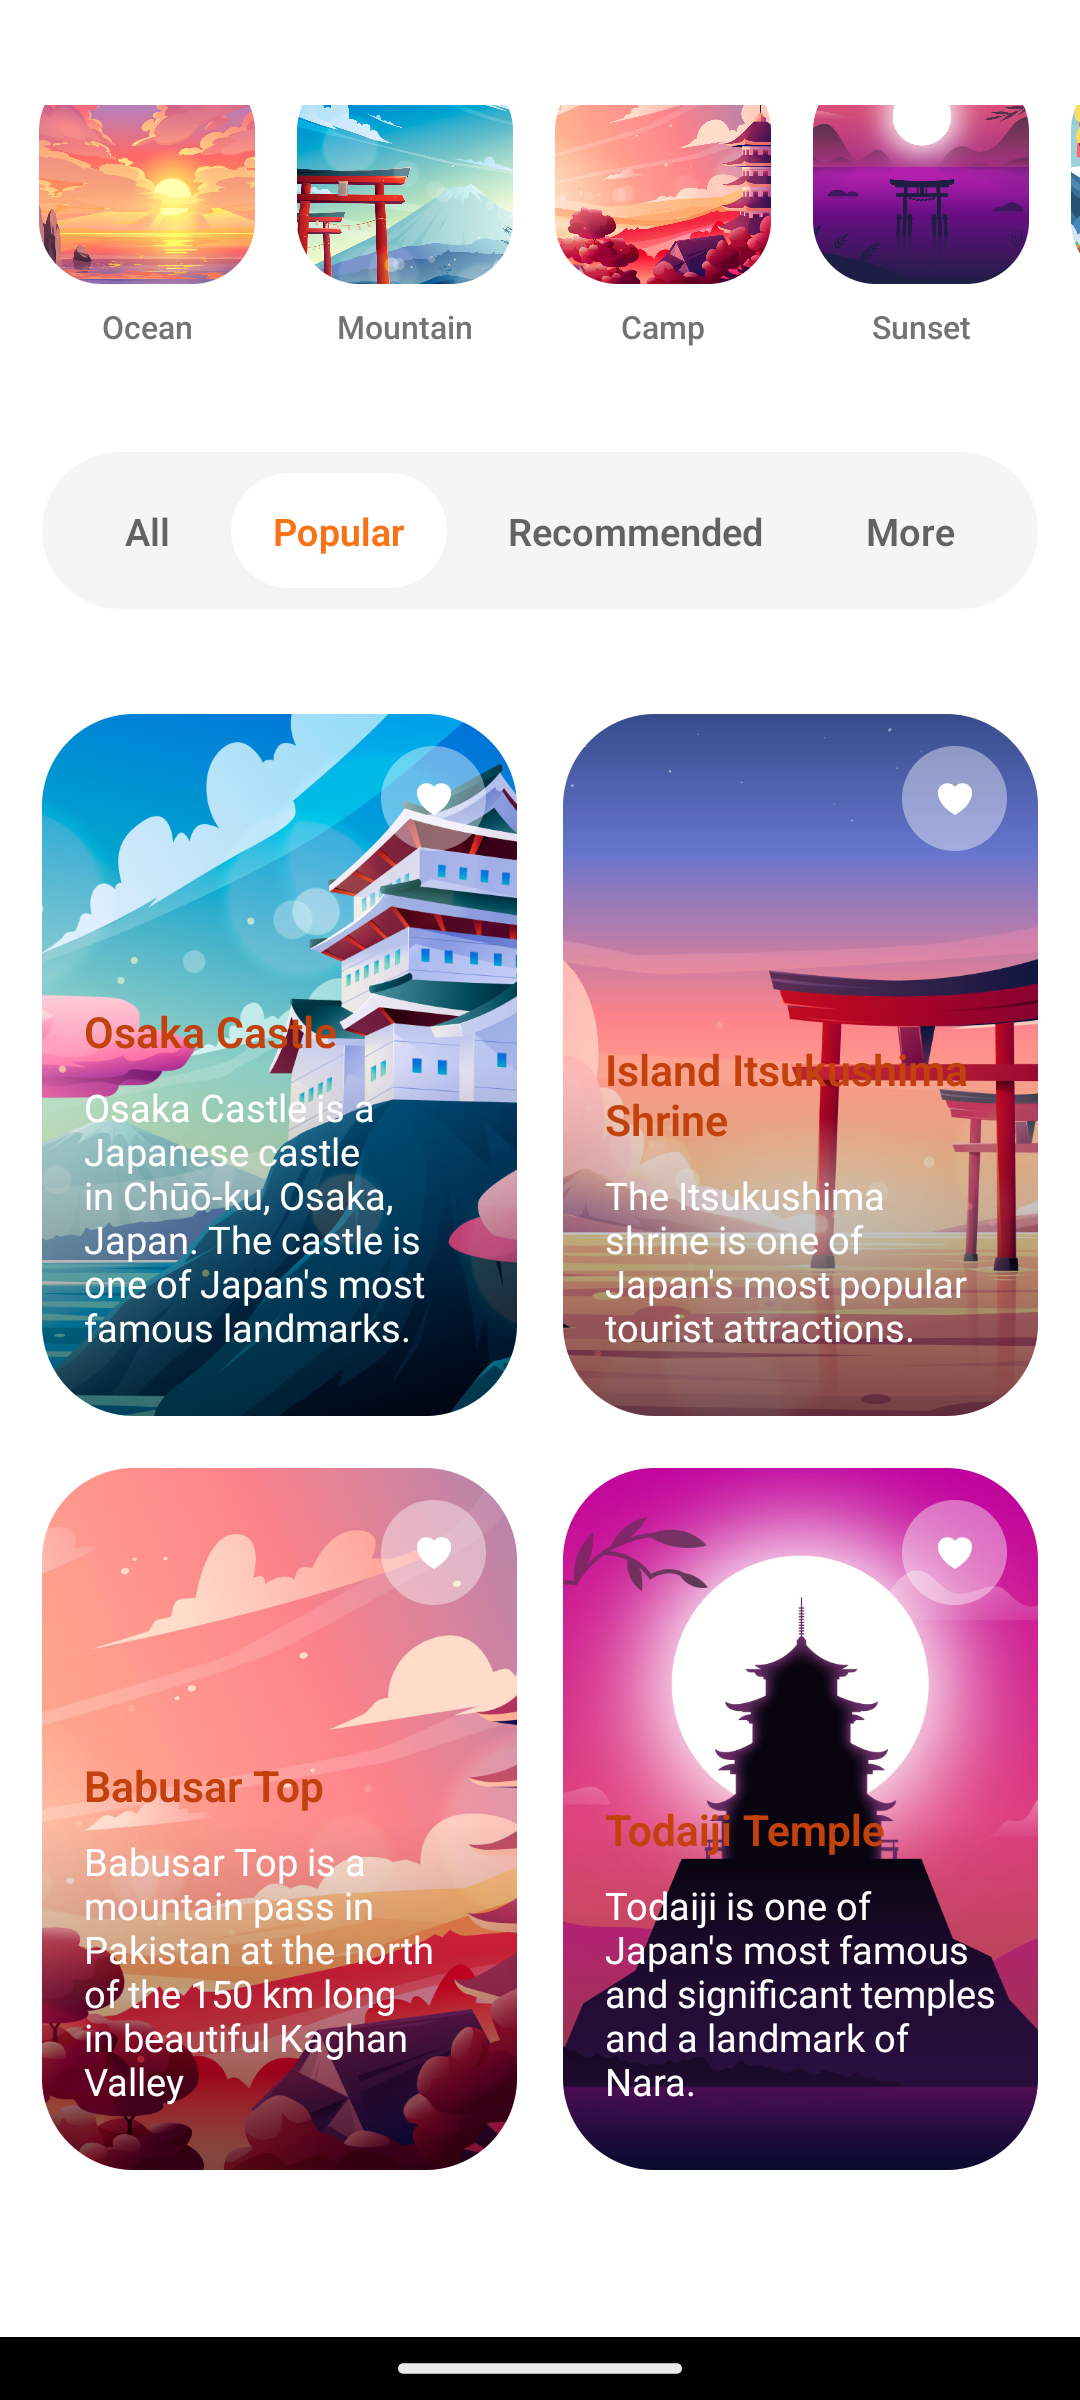 Ocean
Mountain
Camp
Sunset
All
Popular
Recommended
More
Osaka Castle
Osaka Castle is a
Japanese castle
in Chūō-ku, Osaka,
Japan. The castle is
one of Japan's most
famous landmarks.
Island Itsukushima
Shrine
The Itsukushima
shrine is one of
Japan's most popular
tourist attractions.
Babusar Top
Babusar Top is a
mountain pass in
Pakistan at the north
of the 150 km long
in beautiful Kaghan
Valley
Todaiji Temple
Todaiji is one of
Japan's most famous
and significant temples
and a landmark of
Nara.